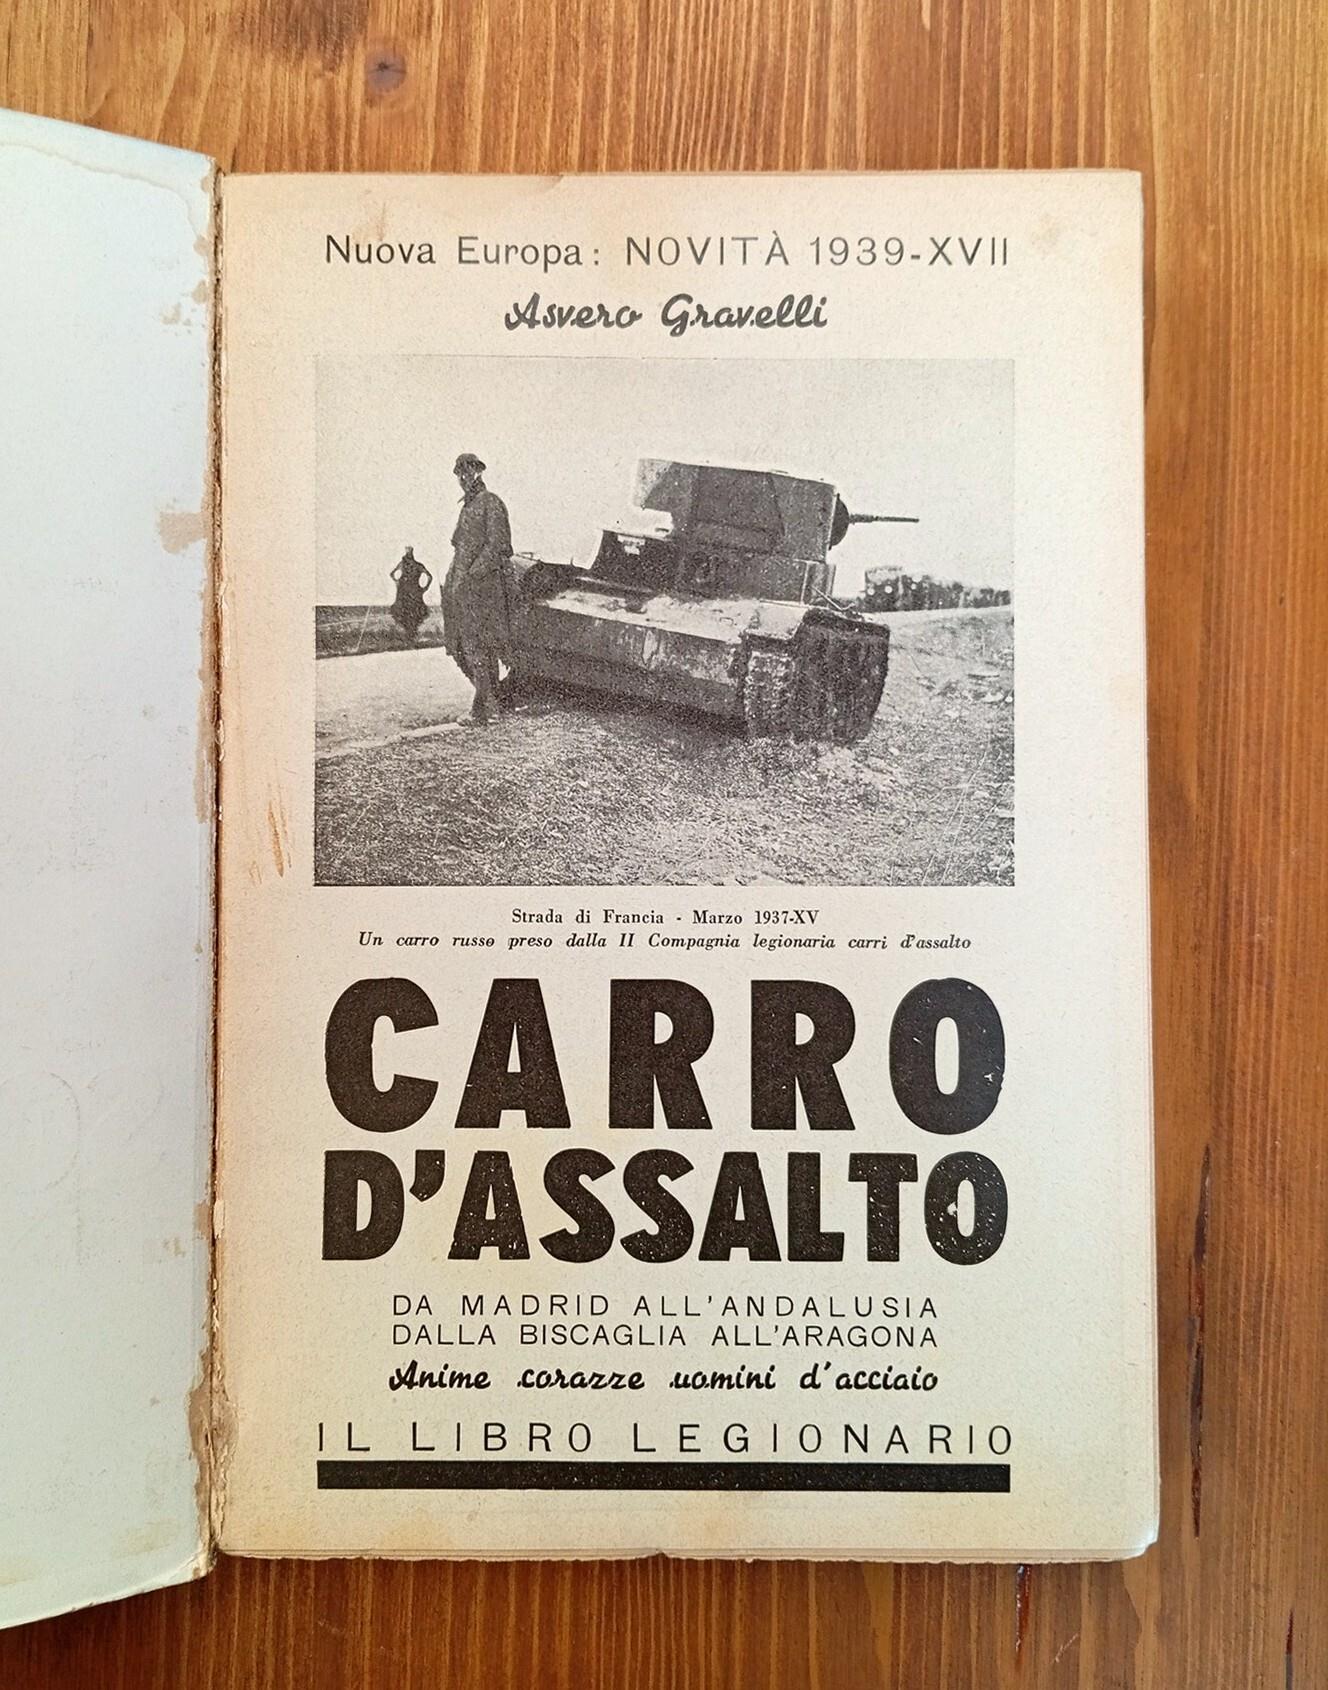 Nuova Europa: NOVITÀ 1939-XVII
Asvero Gravelli
Strada di Francia - Marzo 1937-XV
Un carro russo preso dalla II Compagnia legionaria carri d'assalto
CARRO
D'ASSALTO
DA MADRID ALL'ANDALUSIA
DALLA BISCAGLIA ALL'ARAGONA
Anime corazze uomini d'acciaio
IL LIBRO LEGIONARIO